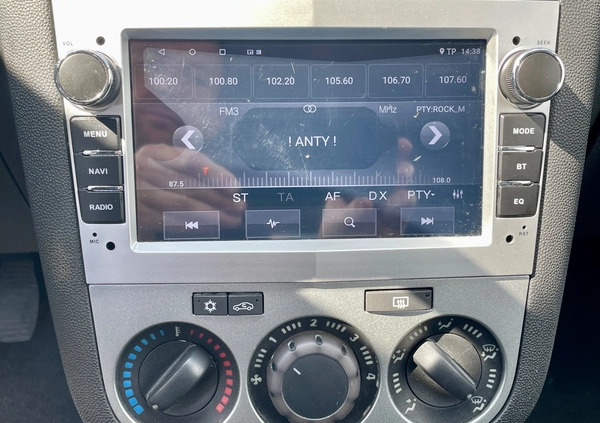 VOL
SEEK
TP 14:38
100.20 100.80 102.20 105.60 106.70 107.60
FM3 MHz PTY:ROCK_M
! ANTY !
87.5 108.0
ST TA AF DX PTY-
MENU
NAVI
RADIO
MODE
BT
EQ
MIC
RST
0 1 2 3 4